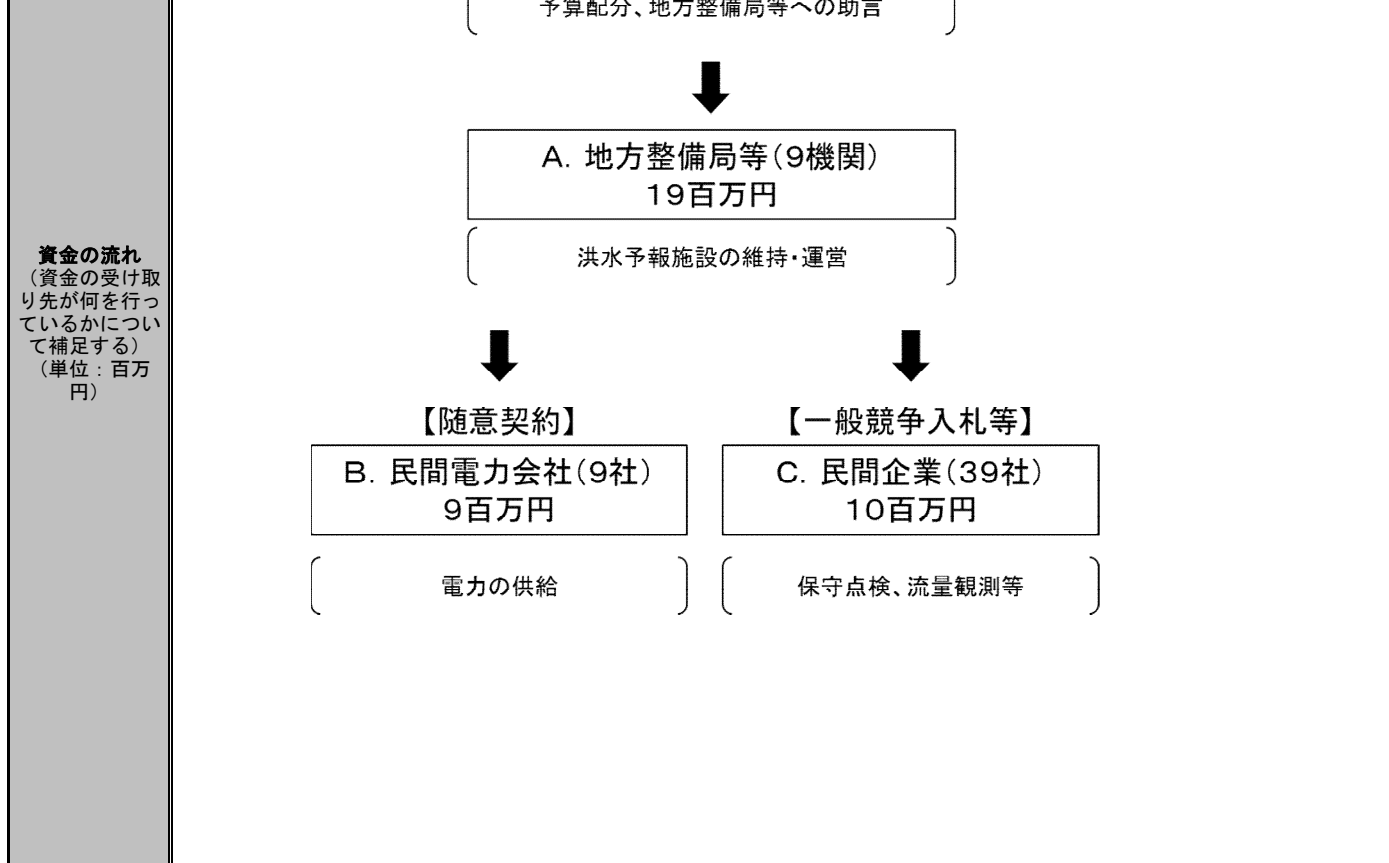 予算配分、地方整備局等への助言
A. 地方整備局等（9機関）
19百万円
洪水予報施設の維持・運営
資金の流れ
（資金の受け取
り先が何を行っ
ているかについ
て補足する）
（単位：百万
円）
【随意契約】
B. 民間電力会社（9社）
9百万円
電力の供給
【一般競争入札等】
C. 民間企業（39社）
10百万円
保守点検、流量観測等